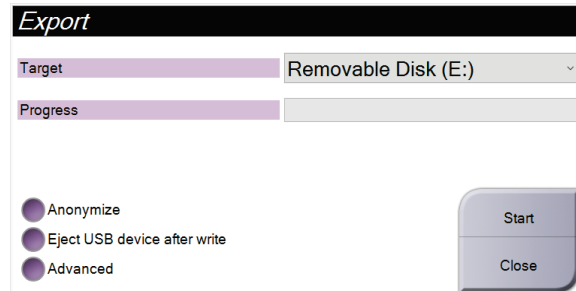 Export
Target
Removable Disk (E:)
Progress
Anonymize
Eject USB device after write
Advanced
Start
Close